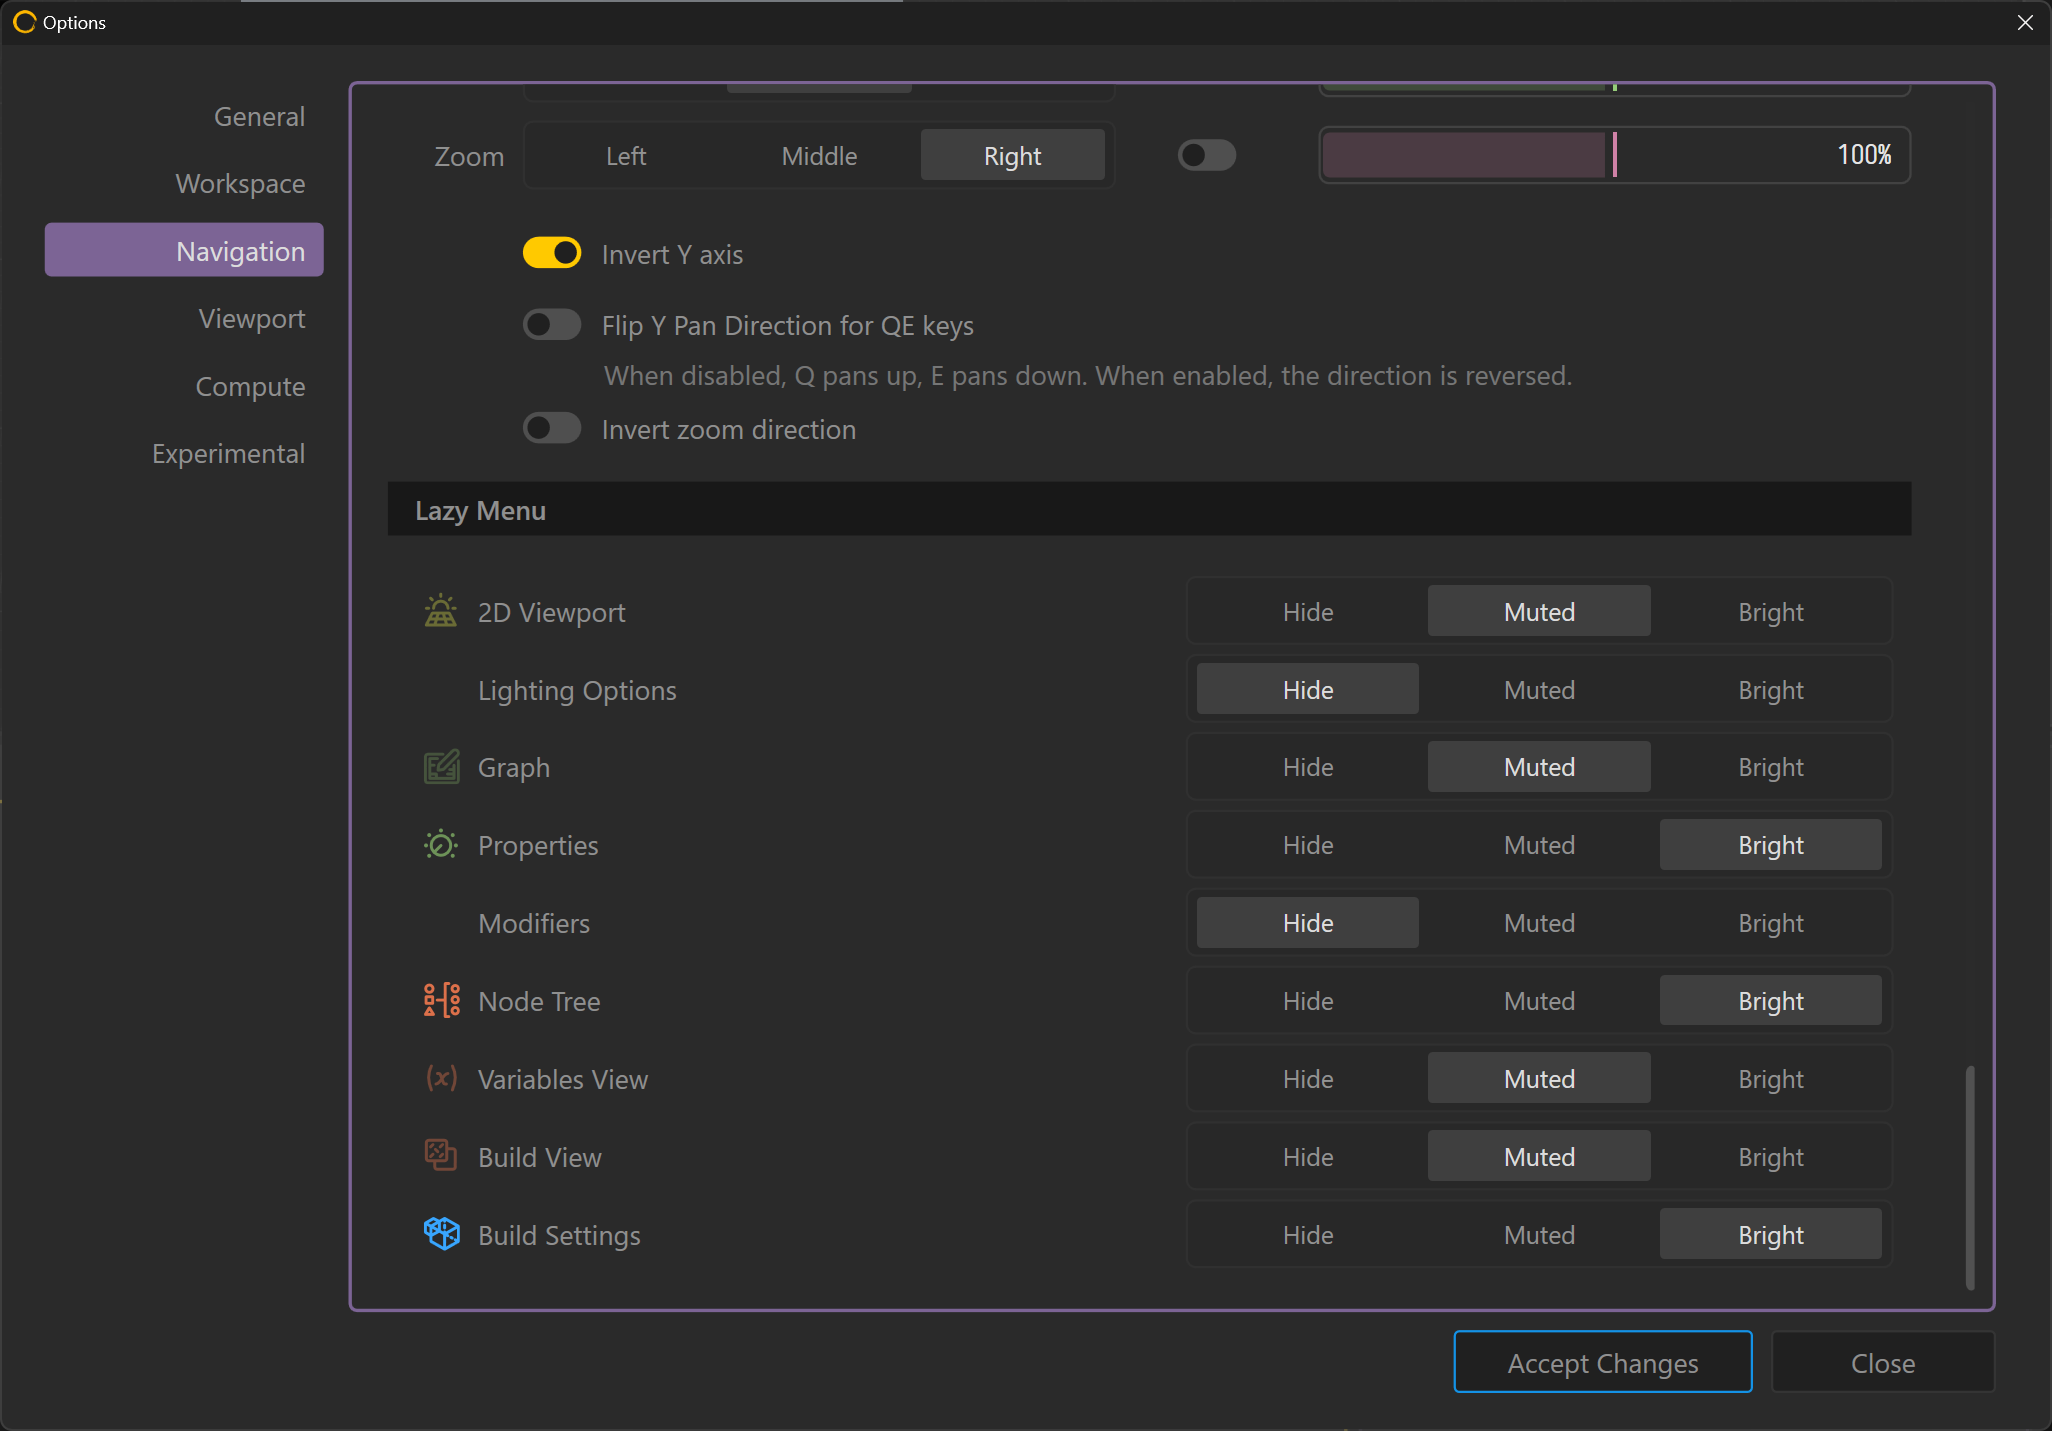 Options
General
Workspace
Navigation
Viewport
Compute
Experimental
Zoom Left Middle Right 100%
Invert Y axis
Flip Y Pan Direction for QE keys
When disabled, Q pans up, E pans down. When enabled, the direction is reversed.
Invert zoom direction
Lazy Menu
2D Viewport Hide Muted Bright
Lighting Options Hide Muted Bright
Graph Hide Muted Bright
Properties Hide Muted Bright
Modifiers Hide Muted Bright
Node Tree Hide Muted Bright
(x) Variables View Hide Muted Bright
Build View Hide Muted Bright
Build Settings Hide Muted Bright
Accept Changes Close